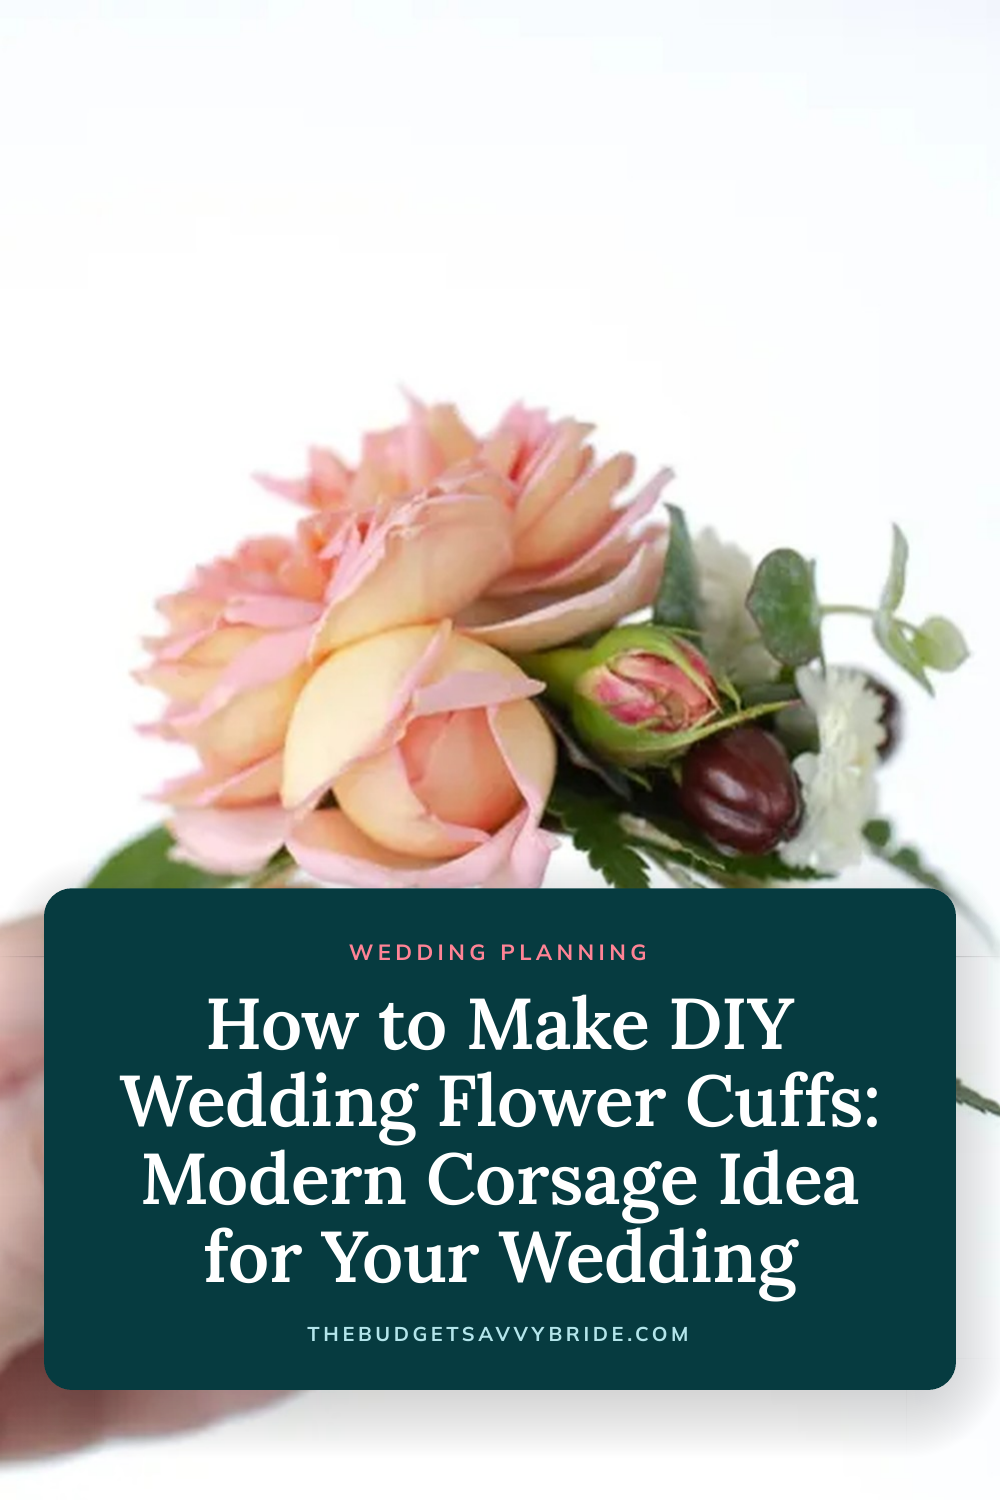 WEDDING PLANNING
How to Make DIY
Wedding Flower Cuffs:
Modern Corsage Idea
for Your Wedding
THEBUDGETSAVVYBRIDE.COM